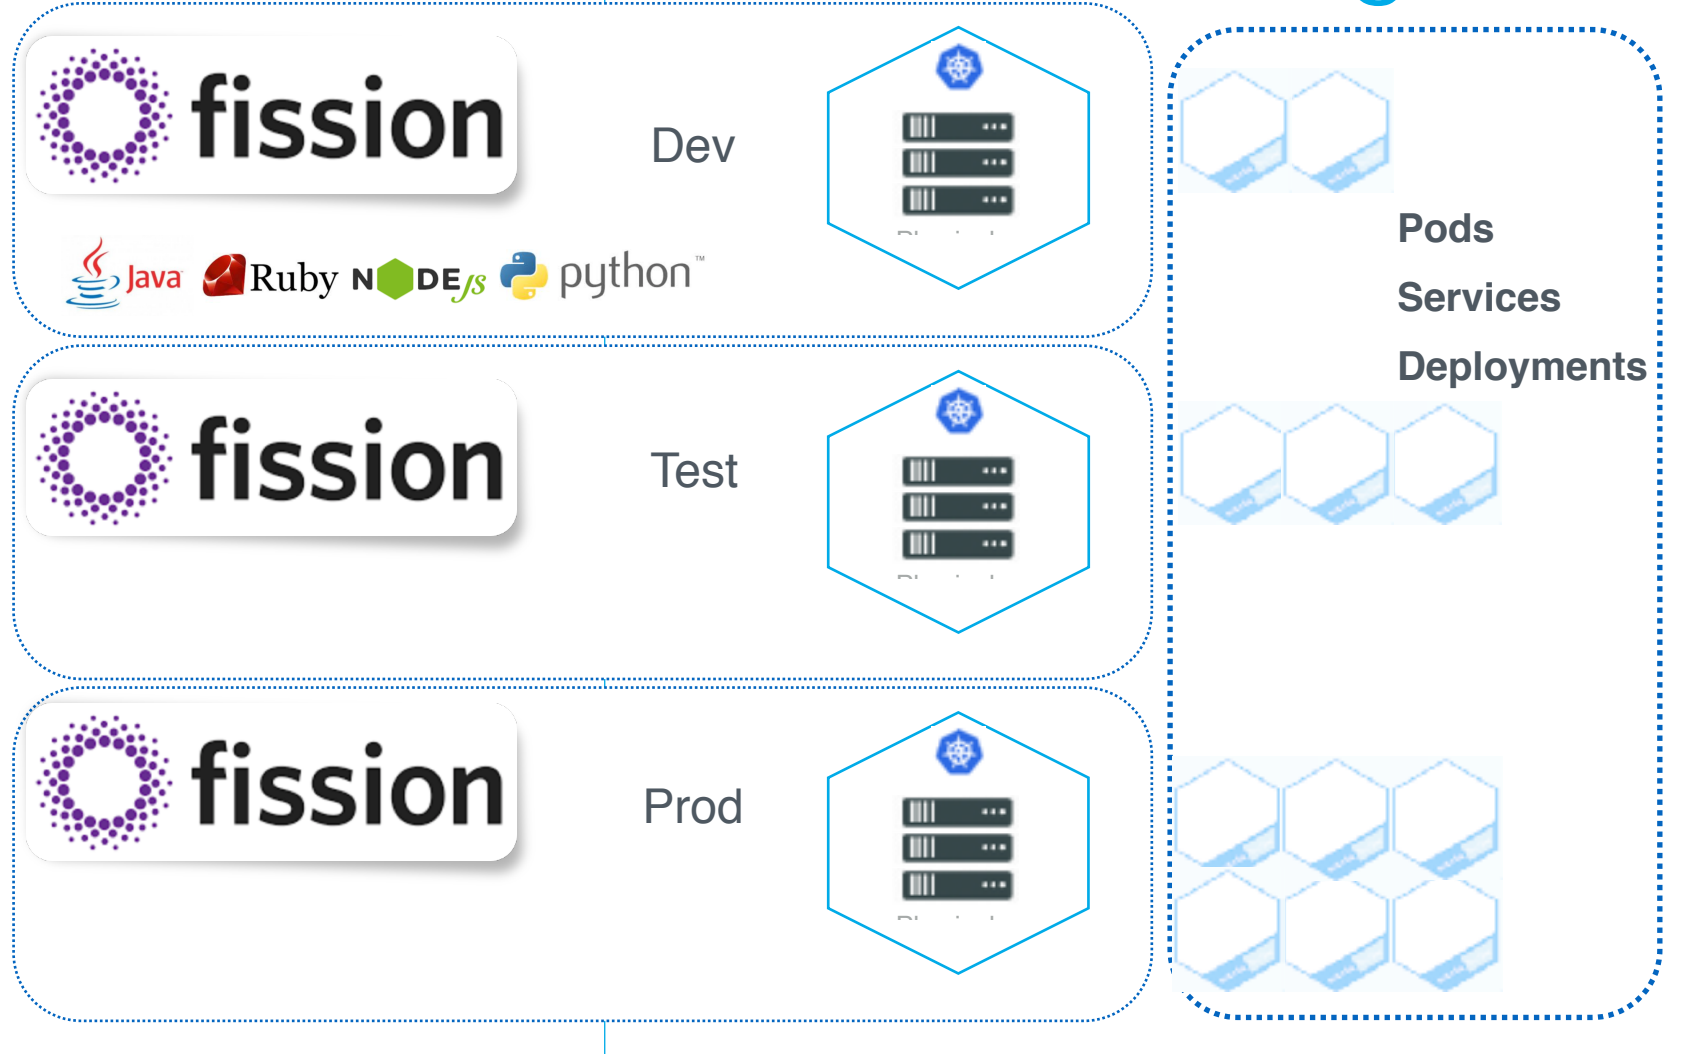 fission
Dev
Java
Ruby
NODEJS
python™
Pods
Services
Deployments
fission
Test
fission
Prod